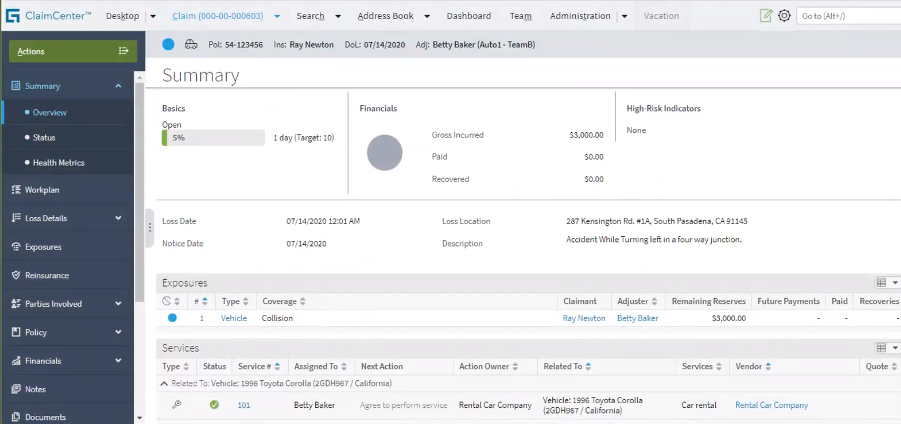 ClaimCenter™ Desktop Claim (000-00-000603) Search Address Book Dashboard Team Administration Vacation Go to (Alt+/)
Actions
Pol: 54-123456 Ins: Ray Newton DoL: 07/14/2020 Adj: Betty Baker (Auto1 - TeamB)
Summary
Overview
Status
Health Metrics
Workplan
Loss Details
Exposures
Reinsurance
Parties Involved
Policy
Financials
Notes
Documents
Summary
Basics
Open
5% 1 day (Target: 10)
Financials
Gross Incurred $3,000.00
Paid $0.00
Recovered $0.00
High-Risk Indicators
None
Loss Date 07/14/2020 12:01 AM
Notice Date 07/14/2020
Loss Location 287 Kensington Rd. #1A, South Pasadena, CA 91145
Description Accident While Turning left in a four way junction.
Exposures
# Type Coverage Claimant Adjuster Remaining Reserves Future Payments Paid Recoveries
1 Vehicle Collision Ray Newton Betty Baker $3,000.00 - - -
Services
Type Status Service # Assigned To Next Action Action Owner Related To Services Vendor Quote
Related To: Vehicle: 1996 Toyota Corolla (2GDH967 / California)
101 Betty Baker Agree to perform service Rental Car Company Vehicle: 1996 Toyota Corolla Car rental Rental Car Company
(2GDH967 / California)